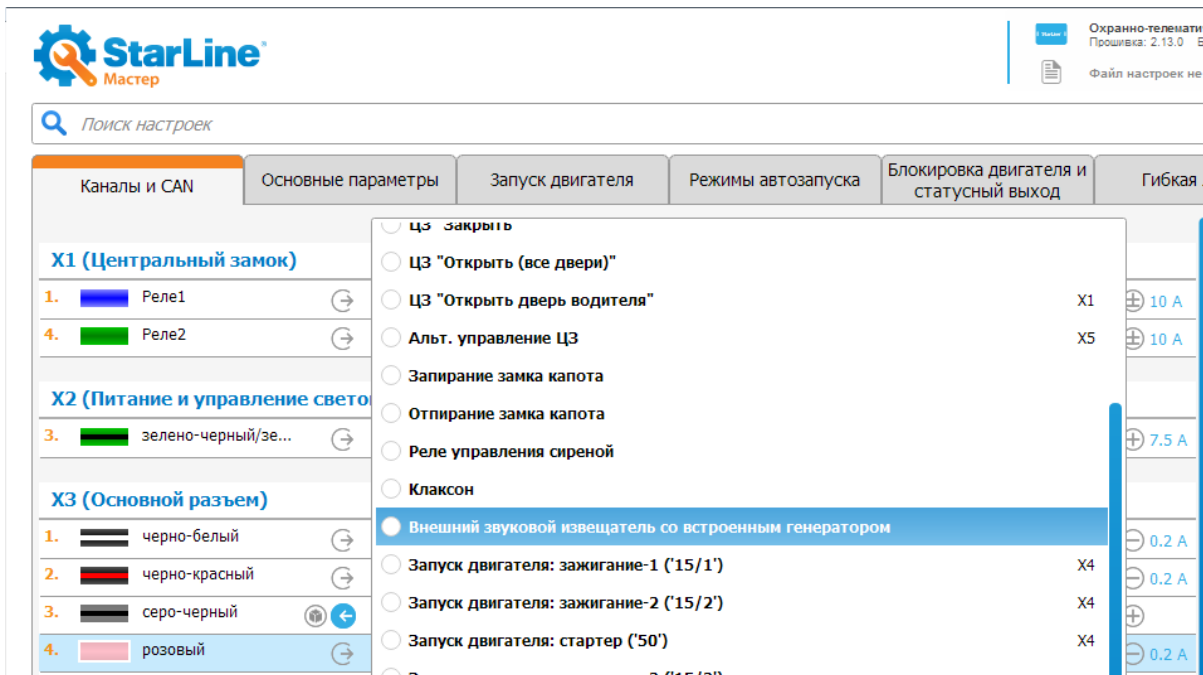 StarLine
Мастер
Охранно-телемати
Прошивка: 2.13.0 В
Файл настроек не
Поиск настроек
Каналы и CAN
Основные параметры
Запуск двигателя
Режимы автозапуска
Блокировка двигателя и
статусный выход
Гибкая
ЦЗ "Закрыть"
X1 (Центральный замок)
ЦЗ "Открыть (все двери)"
1. Реле1 ЦЗ "Открыть дверь водителя" X1 10 А
4. Реле2 Альт. управление ЦЗ X5 10 А
Запирание замка капота
X2 (Питание и управление свето
Отпирание замка капота
3. зелено-черный/зе... 7.5 А
Реле управления сиреной
X3 (Основной разъем)
Клаксон
1. черно-белый Внешний звуковой извещатель со встроенным генератором 0.2 А
2. черно-красный Запуск двигателя: зажигание-1 ('15/1') X4 0.2 А
3. серо-черный Запуск двигателя: зажигание-2 ('15/2') X4
4. розовый Запуск двигателя: стартер ('50') X4 0.2 А